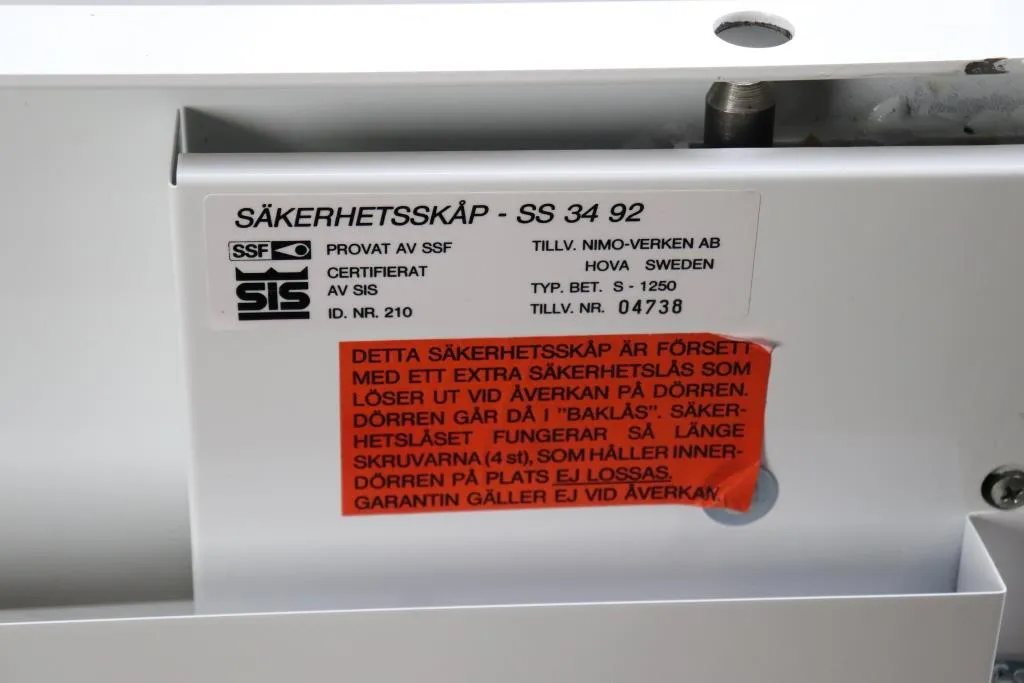 SÄKERHETSSKÅP - SS 34 92
SSF PROVAT AV SSF
CERTIFIERAT
SIS AV SIS
ID. NR. 210
TILLV. NIMO-VERKEN AB
HOVA SWEDEN
TYP. BET. S - 1250
TILLV. NR. 04738
DETTA SÄKERHETSSKÅP ÄR FÖRSETT
MED ETT EXTRA SÄKERHETSLÅS SOM
LÖSER UT VID ÅVERKAN PÅ DÖRREN.
DÖRREN GÅR DÅ I "BAKLÅS". SÄKER-
HETSLÅSET FUNGERAR SÅ LÄNGE
SKRUVARNA (4 st), SOM HÅLLER INNER-
DÖRREN PÅ PLATS EJ LOSSAS.
GARANTIN GÄLLER EJ VID ÅVERKAN.